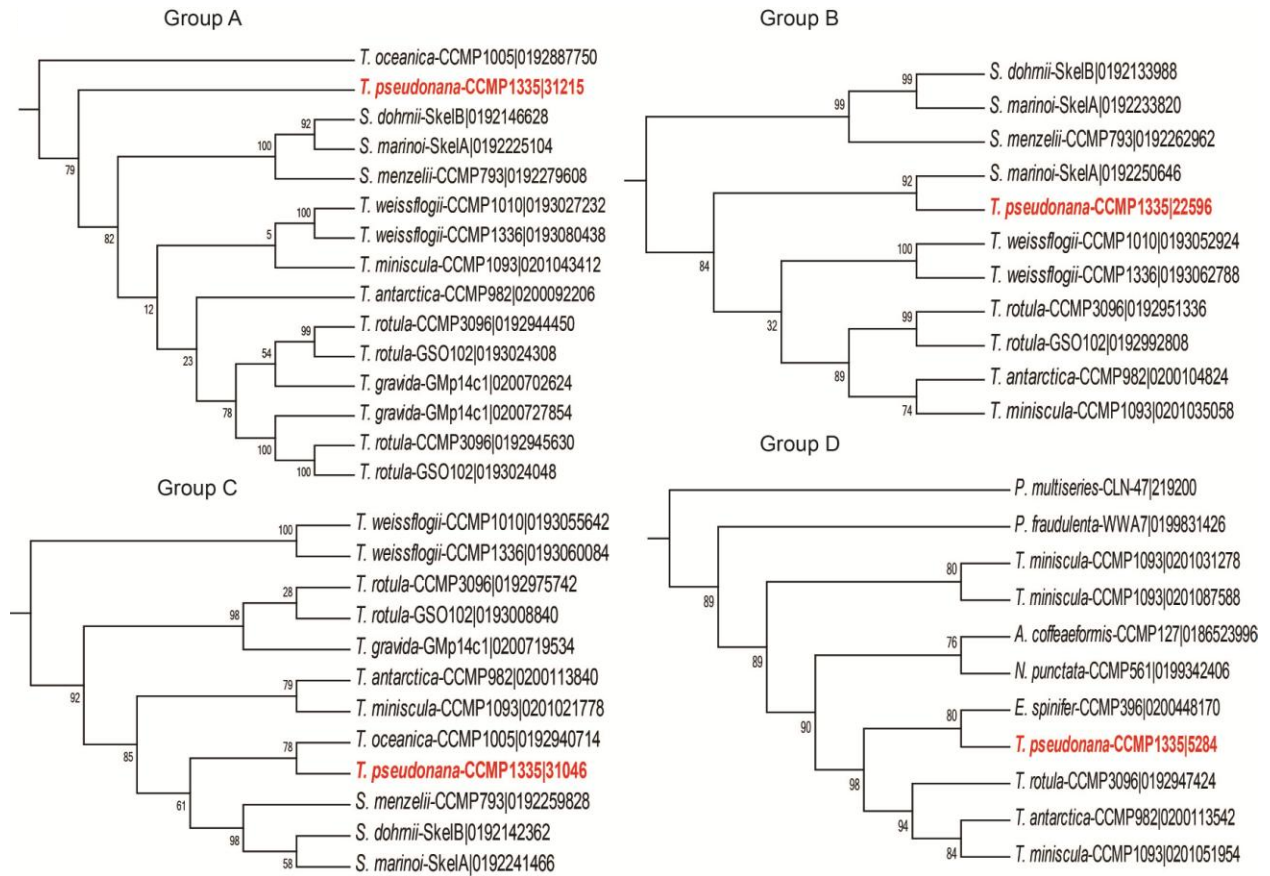 Group A
T. oceanica-CCMP1005|0192887750
T. pseudonana-CCMP1335|31215
S. dohrnii-SkelB|0192146628
92
S. marinoi-SkelA|0192225104
100
S. menzelii-CCMP793|0192279608
79
T. weissflogii-CCMP1010|0193027232
100
T. weissflogii-CCMP1336|0193080438
5
82
T. miniscula-CCMP1093|0201043412
T. antarctica-CCMP982|0200092206
12
T. rotula-CCMP3096|0192944450
99
T. rotula-GSO102|0193024308
54
23
T. gravida-GMp14c1|0200702624
78
T. gravida-GMp14c1|0200727854
T. rotula-CCMP3096|0192945630
100
100
T. rotula-GSO102|0193024048
Group B
S. dohrnii-SkelB|0192133988
99
99
S. marinoi-SkelA|0192233820
S. menzelii-CCMP793|0192262962
S. marinoi-SkelA|0192250646
92
T. pseudonana-CCMP1335|22596
T. weissflogii-CCMP1010|0193052924
100
84
T. weissflogii-CCMP1336|0193062788
T. rotula-CCMP3096|0192951336
99
32
T. rotula-GSO102|0192992808
89
T. antarctica-CCMP982|0200104824
74
T. miniscula-CCMP1093|0201035058
Group C
T. weissflogii-CCMP1010|0193055642
100
T. weissflogii-CCMP1336|0193060084
T. rotula-CCMP3096|0192975742
28
98
T. rotula-GSO102|0193008840
T. gravida-GMp14c1|0200719534
T. antarctica-CCMP982|0200113840
79
92
T. miniscula-CCMP1093|0201021778
T. oceanica-CCMP1005|0192940714
78
85
T. pseudonana-CCMP1335|31046
61
S. menzelii-CCMP793|0192259828
98
S. dohrnii-SkelB|0192142362
58
S. marinoi-SkelA|0192241466
Group D
P. multiseries-CLN-47|219200
P. fraudulenta-WWA7|0199831426
T. miniscula-CCMP1093|0201031278
80
89
T. miniscula-CCMP1093|0201087588
A. coffeaeformis-CCMP127|0186523996
76
89
N. punctata-CCMP561|0199342406
E. spinifer-CCMP396|0200448170
80
90
T. pseudonana-CCMP1335|5284
98
T. rotula-CCMP3096|0192947424
94
T. antarctica-CCMP982|0200113542
84
T. miniscula-CCMP1093|0201051954